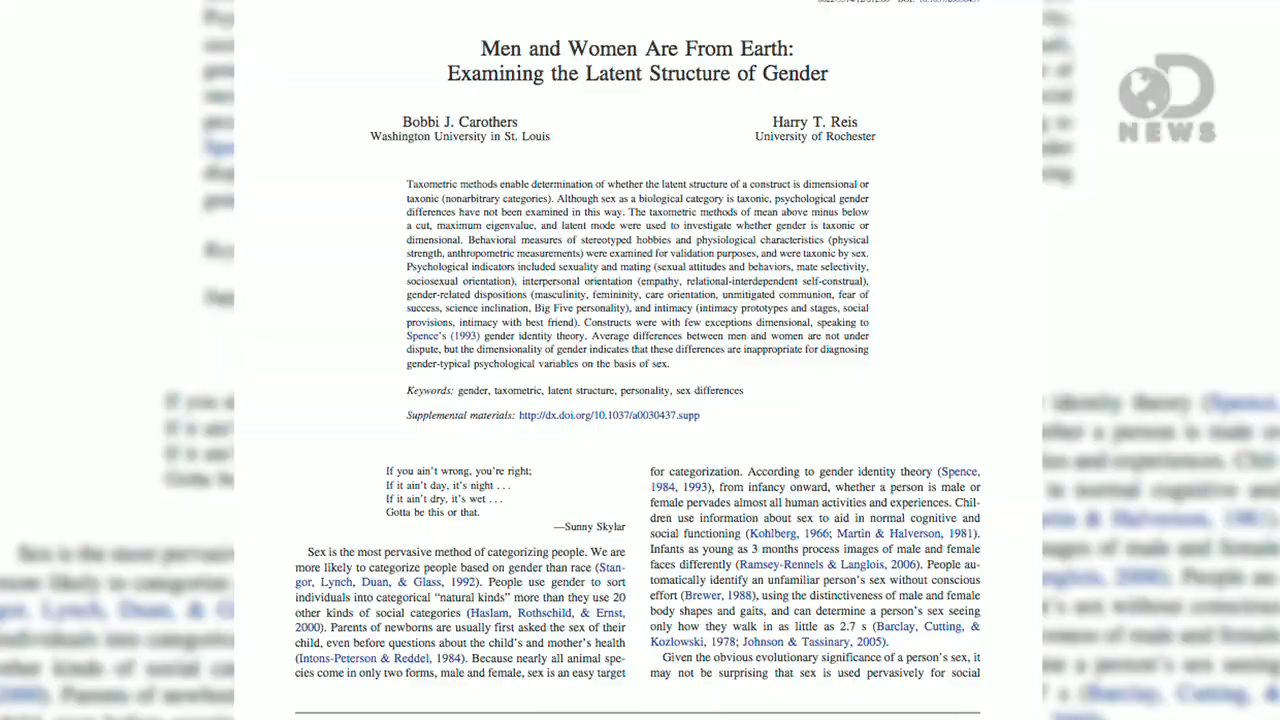 Men and Women Are From Earth:
Examining the Latent Structure of Gender
Bobbi J. Carothers
Washington University in St. Louis
Harry T. Reis
University of Rochester
Taxometric methods enable determination of whether the latent structure of a construct is dimensional or
taxonic (nonarbitrary categories). Although sex as a biological category is taxonic, psychological gender
differences have not been examined in this way. The taxometric methods of mean above minus below
a cut, maximum eigenvalue, and latent mode were used to investigate whether gender is taxonic or
dimensional. Behavioral measures of stereotyped hobbies and physiological characteristics (physical
strength, anthropometric measurements) were examined for validation purposes, and were taxonic by sex.
Psychological indicators included sexuality and mating (sexual attitudes and behaviors, mate selectivity,
sociosexual orientation), interpersonal orientation (empathy, relational-interdependent self-construal),
gender-related dispositions (masculinity, femininity, care orientation, unmitigated communion, fear of
success, science inclination, Big Five personality), and intimacy (intimacy prototypes and stages, social
provisions, intimacy with best friend). Constructs were with few exceptions dimensional, speaking to
Spence's (1993) gender identity theory. Average differences between men and women are not under
dispute, but the dimensionality of gender indicates that these differences are inappropriate for diagnosing
gender-typical psychological variables on the basis of sex.
Keywords: gender, taxometric, latent structure, personality, sex differences
Supplemental materials: http://dx.doi.org/10.1037/a0030437.supp
If you ain't wrong, you're right;
If it ain't day, it's night . . .
If it ain't dry, it's wet . . .
Gotta be this or that.
—Sunny Skylar
Sex is the most pervasive method of categorizing people. We are
more likely to categorize people based on gender than race (Stan-
gor, Lynch, Duan, & Glass, 1992). People use gender to sort
individuals into categorical “natural kinds” more than they use 20
other kinds of social categories (Haslam, Rothschild, & Ernst,
2000). Parents of newborns are usually first asked the sex of their
child, even before questions about the child's and mother's health
(Intons-Peterson & Reddel, 1984). Because nearly all animal spe-
cies come in only two forms, male and female, sex is an easy target
for categorization. According to gender identity theory (Spence,
1984, 1993), from infancy onward, whether a person is male or
female pervades almost all human activities and experiences. Chil-
dren use information about sex to aid in normal cognitive and
social functioning (Kohlberg, 1966; Martin & Halverson, 1981).
Infants as young as 3 months process images of male and female
faces differently (Ramsey-Rennels & Langlois, 2006). People au-
tomatically identify an unfamiliar person's sex without conscious
effort (Brewer, 1988), using the distinctiveness of male and female
body shapes and gaits, and can determine a person's sex seeing
only how they walk in as little as 2.7 s (Barclay, Cutting, &
Kozlowski, 1978; Johnson & Tassinary, 2005).
Given the obvious evolutionary significance of a person's sex, it
may not be surprising that sex is used pervasively for social
D NEWS